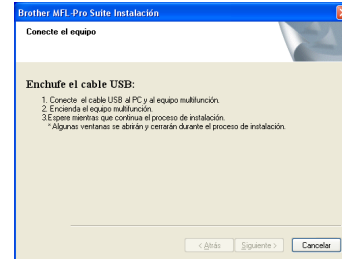 Brother MFL-Pro Suite Instalación
Conecte el equipo
Enchufe el cable USB:
1. Conecte el cable USB al PC y al equipo multifunción.
2. Encienda el equipo multifunción.
3.Espere mientras que continua el proceso de instalación.
* Algunas ventanas se abrirán y cerrarán durante el proceso de instalación.
< Atrás Siguiente > Cancelar